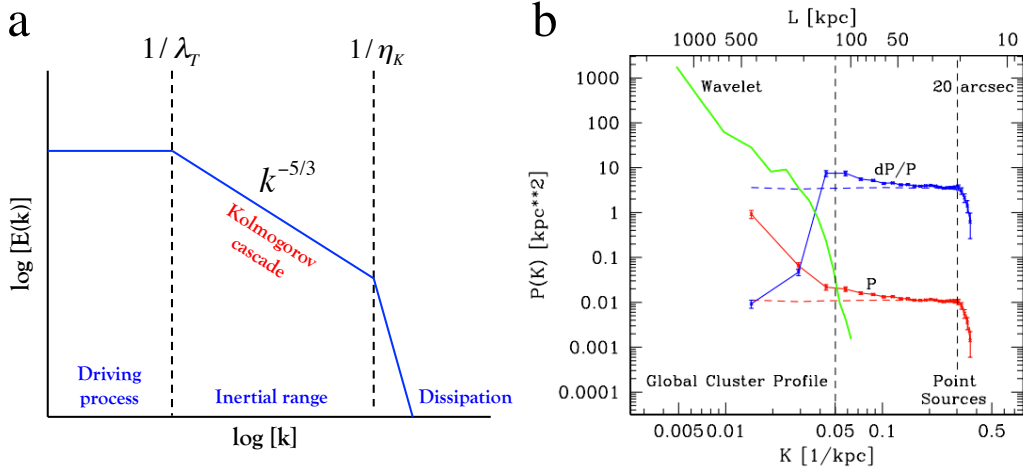 a
1/λ_T
1/η_K
k^{-5/3}
Kolmogorov
cascade
log [E(k)]
Driving
process
Inertial range
Dissipation
log [k]
b
L [kpc]
1000 500 100 50 10
Wavelet
20 arcsec
1000
100
10
1
0.1
0.01
0.001
0.0001
dP/P
P
P(K) [kpc**2]
Global Cluster Profile
Point
Sources
0.005 0.01 0.05 0.1 0.5
K [1/kpc]